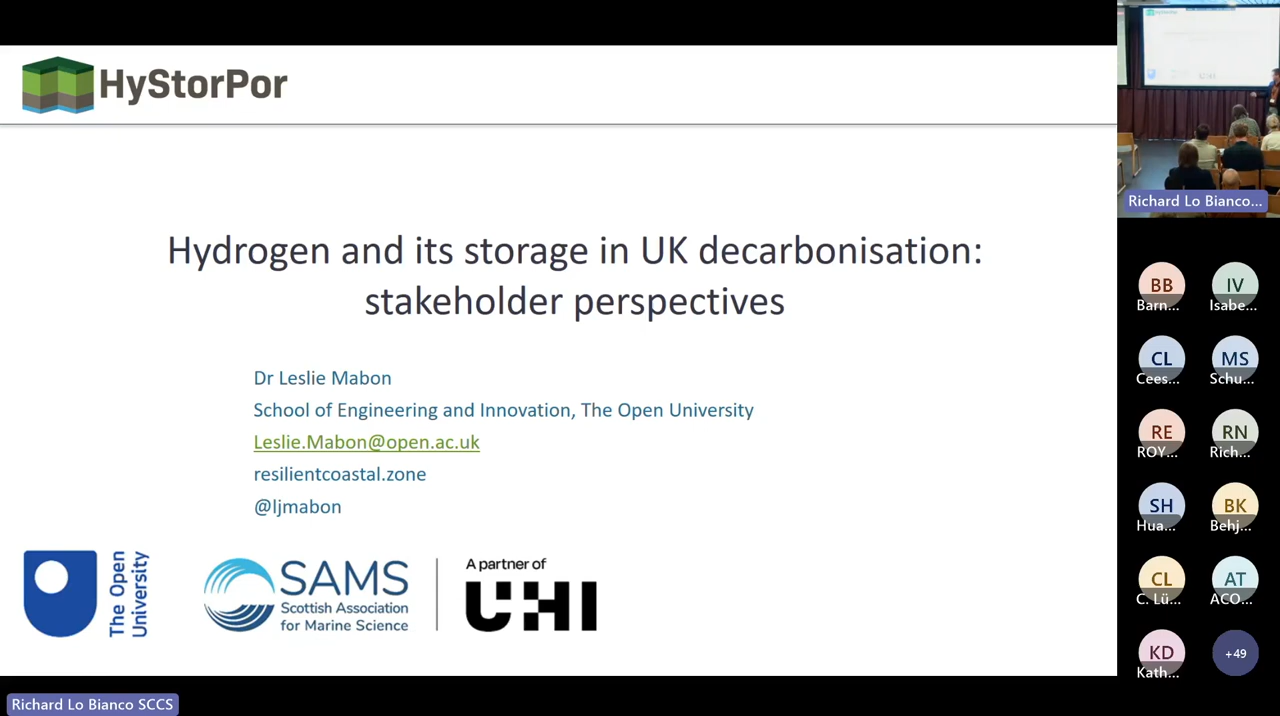 HyStorPor
Hydrogen and its storage in UK decarbonisation:
stakeholder perspectives
Dr Leslie Mabon
School of Engineering and Innovation, The Open University
Leslie.Mabon@open.ac.uk
resilientcoastal.zone
@ljmabon
The Open
University
SAMS
Scottish Association
for Marine Science
A partner of
UHI
Richard Lo Bianco SCCS
Richard Lo Bianco...
BB
Barn...
IV
Isabe...
CL
Cees...
MS
Schu...
RE
ROY...
RN
Rich...
SH
Hua...
BK
Behj...
CL
C. Lü...
AT
ACO...
KD
Kath...
+49